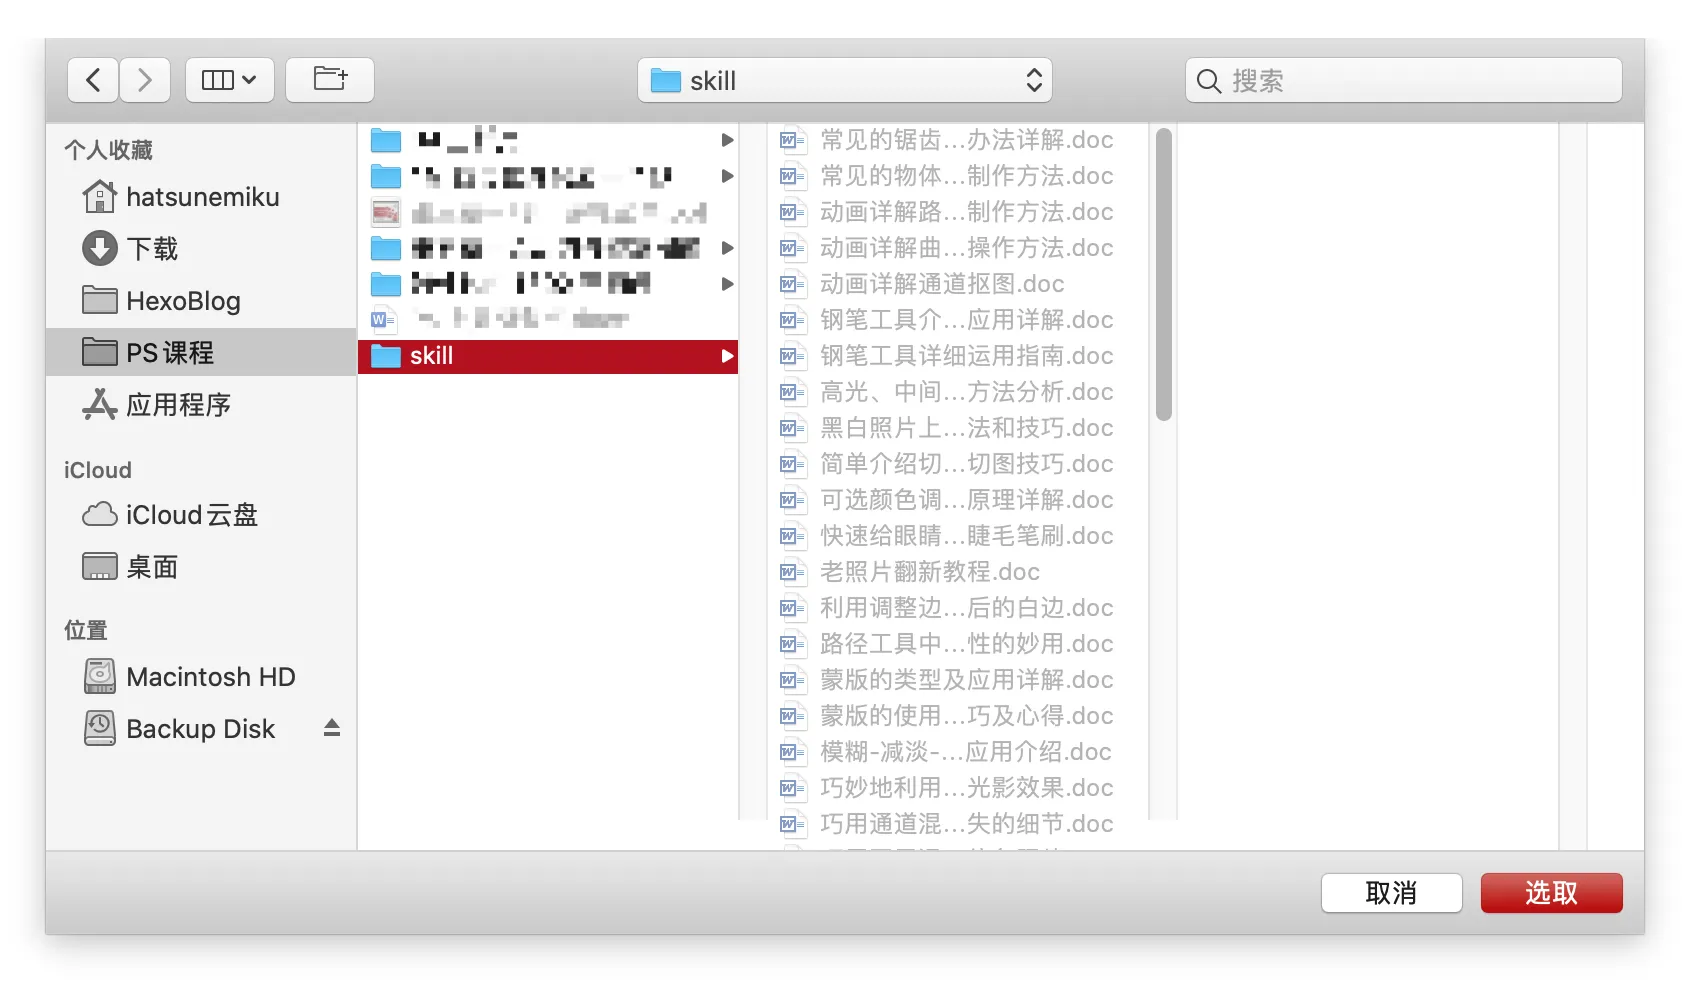 skill
搜索
个人收藏
hatsunemiku
下载
HexoBlog
PS 课程
应用程序
iCloud
iCloud 云盘
桌面
位置
Macintosh HD
Backup Disk
skill
常见的锯齿…办法详解.doc
常见的物体…制作方法.doc
动画详解路…制作方法.doc
动画详解曲…操作方法.doc
动画详解通道抠图.doc
钢笔工具介…应用详解.doc
钢笔工具详细运用指南.doc
高光、中间…方法分析.doc
黑白照片上…法和技巧.doc
简单介绍切…切图技巧.doc
可选颜色调…原理详解.doc
快速给眼睛…睫毛笔刷.doc
老照片翻新教程.doc
利用调整边…后的白边.doc
路径工具中…性的妙用.doc
蒙版的类型及应用详解.doc
蒙版的使用…巧及心得.doc
模糊-减淡-…应用介绍.doc
巧妙地利用…光影效果.doc
巧用通道混…失的细节.doc
取消
选取